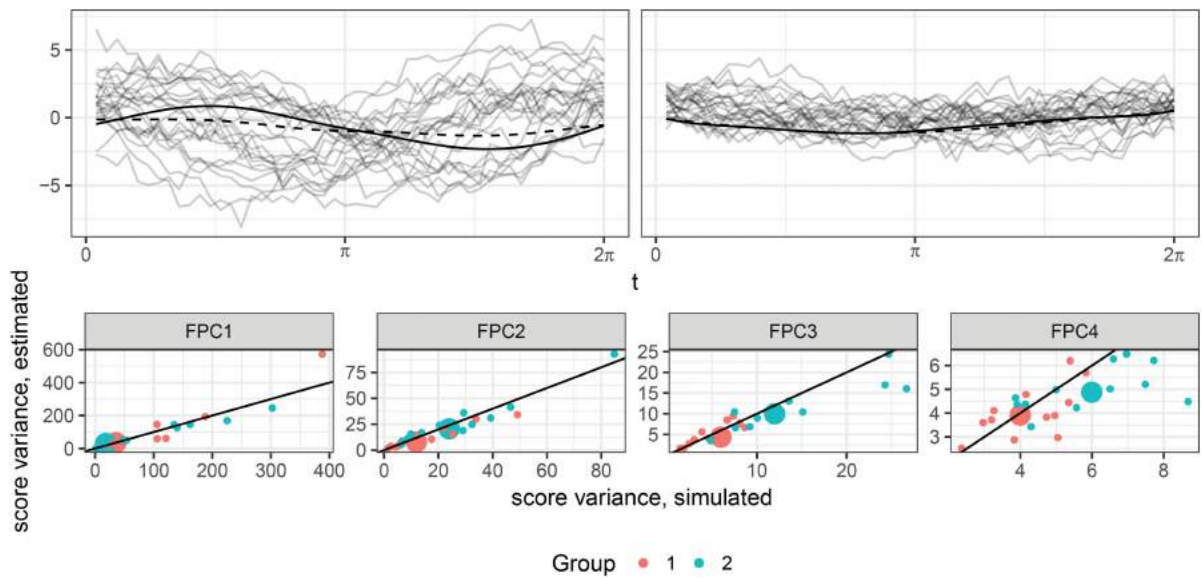 5
0
−5
0 π 2π 0 π 2π
t
score variance, estimated
FPC1 FPC2 FPC3 FPC4
600
400
200
0
0 100 200 300 400
75
50
25
0
0 20 40 60 80
25
20
15
10
5
10 20
6
5
4
3
4 6 8
score variance, simulated
Group 1 2